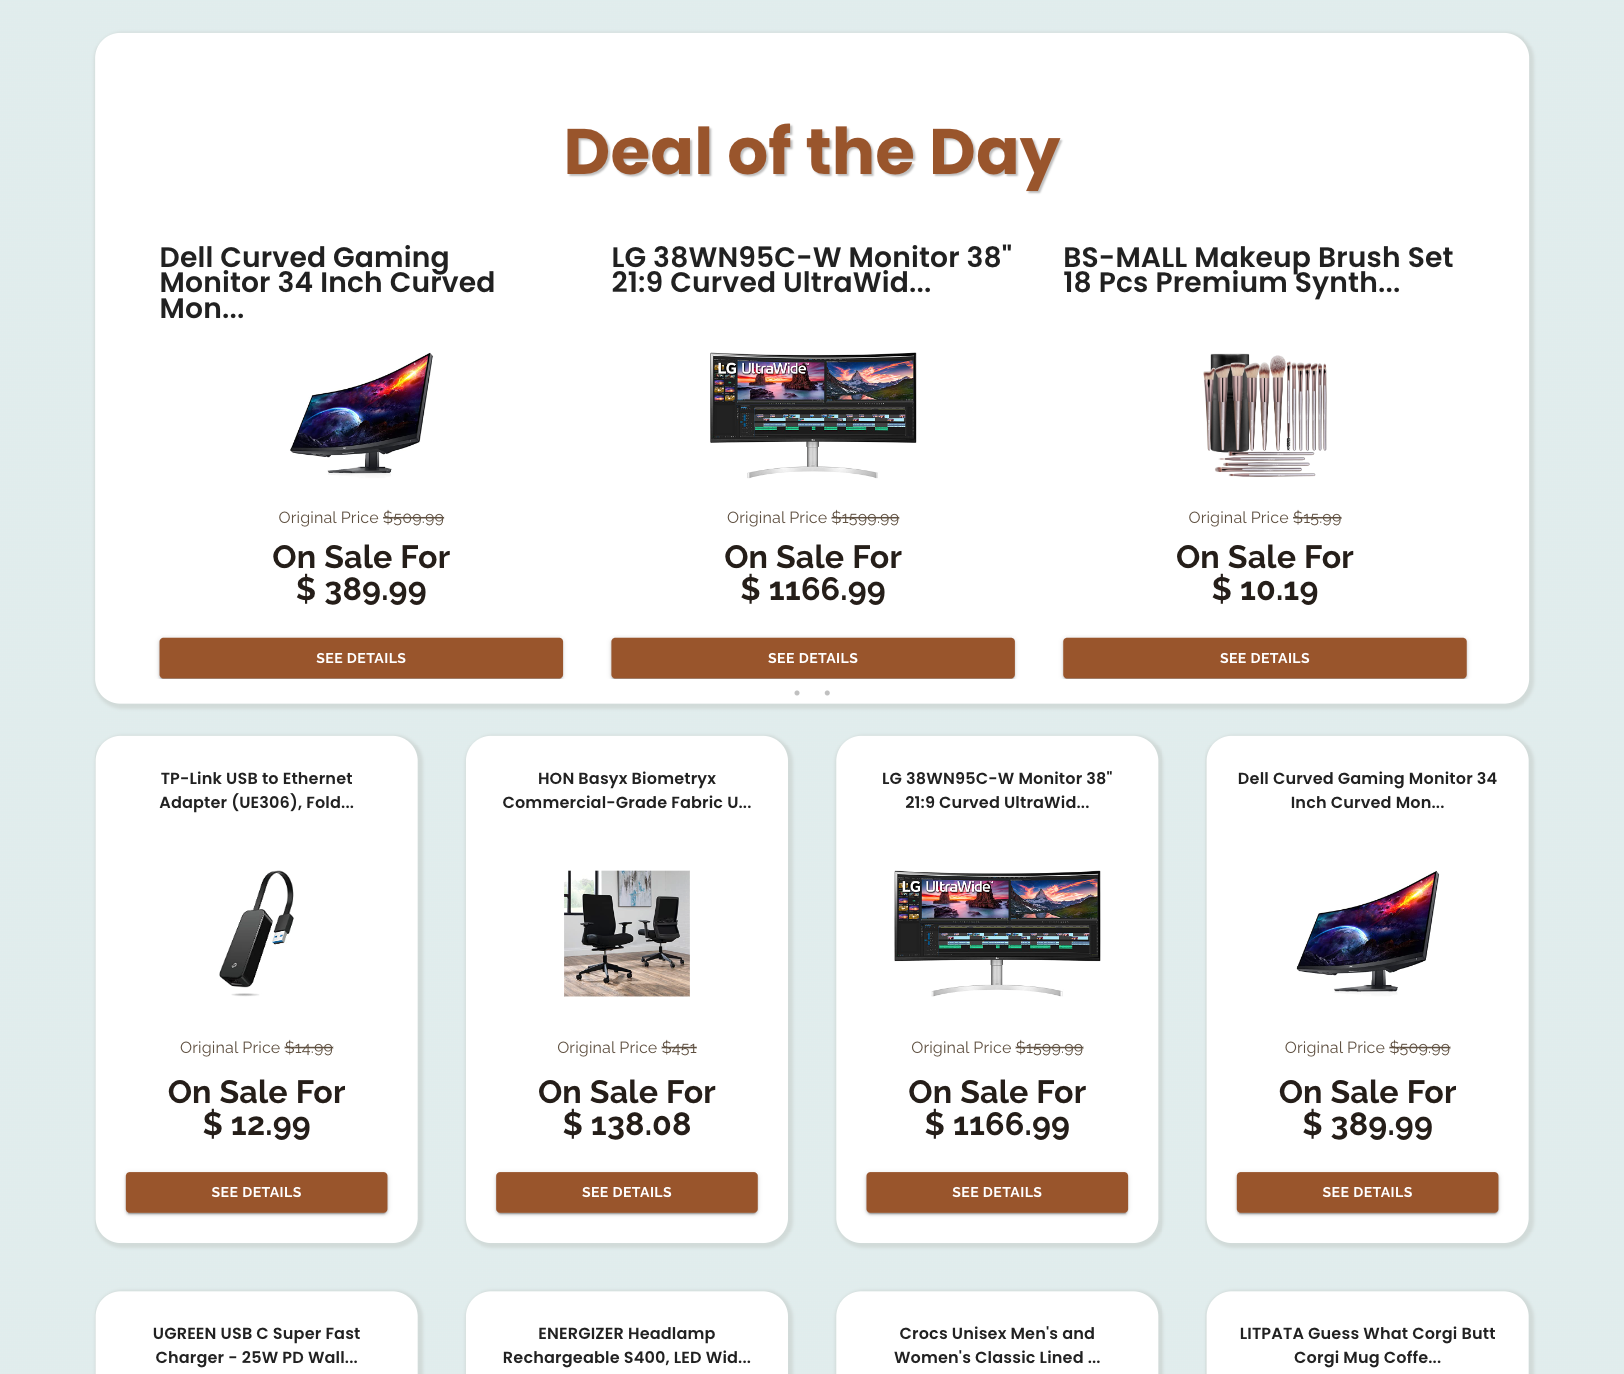 Deal of the Day
Dell Curved Gaming
Monitor 34 Inch Curved
Mon...
LG UltraWide
Original Price $509.99
On Sale For
$ 389.99
SEE DETAILS
LG 38WN95C-W Monitor 38"
21:9 Curved UltraWid...
Original Price $1599.99
On Sale For
$ 1166.99
SEE DETAILS
BS-MALL Makeup Brush Set
18 Pcs Premium Synth...
Original Price $15.99
On Sale For
$ 10.19
SEE DETAILS
TP-Link USB to Ethernet
Adapter (UE306), Fold...
Original Price $14.99
On Sale For
$ 12.99
SEE DETAILS
HON Basyx Biometryx
Commercial-Grade Fabric U...
Original Price $451
On Sale For
$ 138.08
SEE DETAILS
LG 38WN95C-W Monitor 38"
21:9 Curved UltraWid...
LG UltraWide
Original Price $1599.99
On Sale For
$ 1166.99
SEE DETAILS
Dell Curved Gaming Monitor 34
Inch Curved Mon...
Original Price $509.99
On Sale For
$ 389.99
SEE DETAILS
UGREEN USB C Super Fast
Charger - 25W PD Wall...
ENERGIZER Headlamp
Rechargeable S400, LED Wid...
Crocs Unisex Men's and
Women's Classic Lined ...
LITPATA Guess What Corgi Butt
Corgi Mug Coffe...